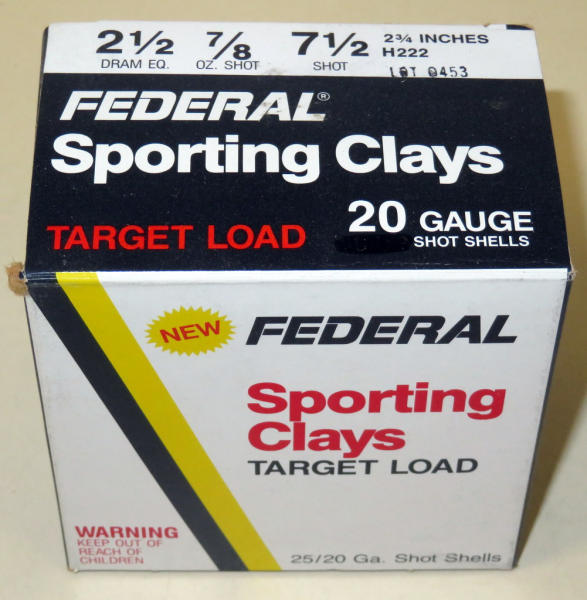 2½ 7/8 7½ 2¾ INCHES
DRAM EQ. OZ. SHOT SHOT H222
LOT 0453
FEDERAL®
Sporting Clays
TARGET LOAD 20 GAUGE
SHOT SHELLS
NEW FEDERAL
Sporting
Clays
TARGET LOAD
WARNING
KEEP OUT OF
REACH OF
CHILDREN
25/20 Ga. Shot Shells